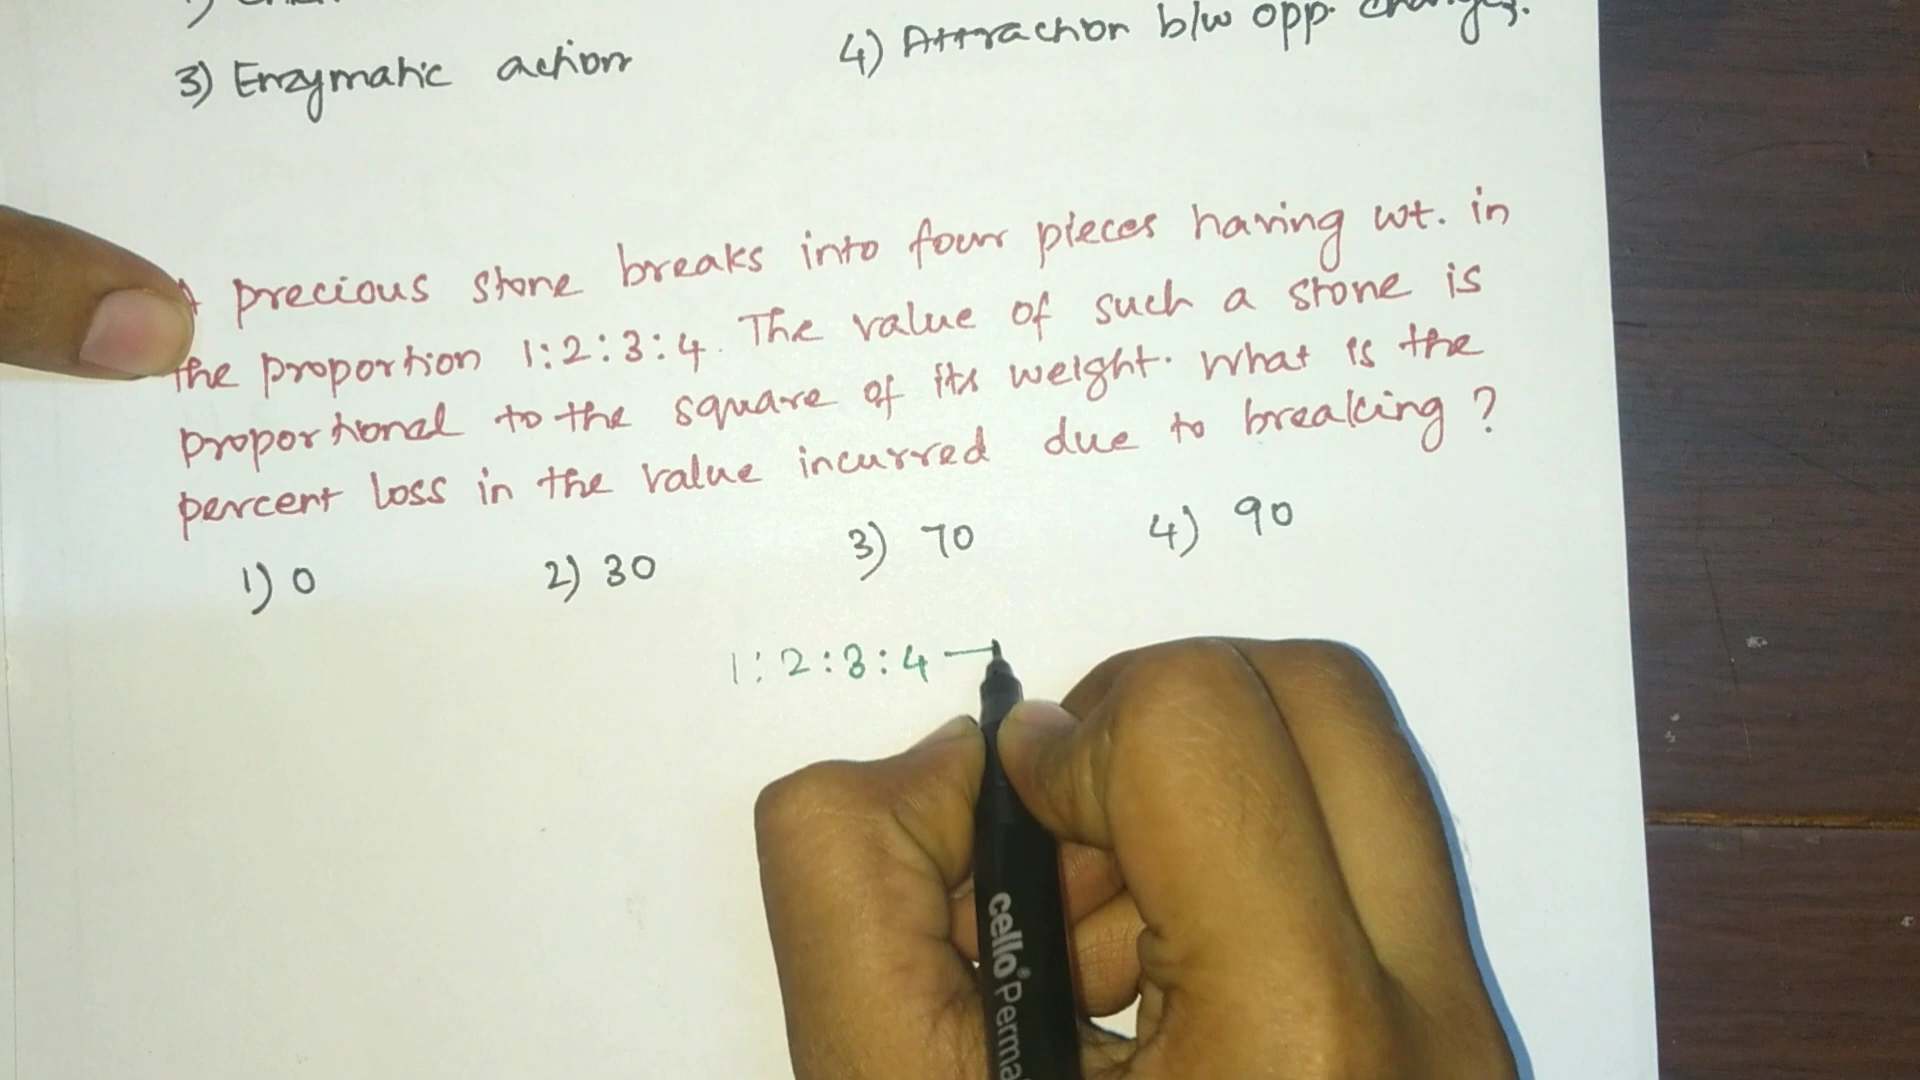 3) Enzymatic action
4) Attraction b/w opp. charges.
A precious stone breaks into four pieces having wt. in
the proportion 1:2:3:4. The value of such a stone is
proportional to the square of its weight. What is the
percent loss in the value incurred due to breaking?
1) 0
2) 30
3) 70
4) 90
1:2:3:4 —
cello